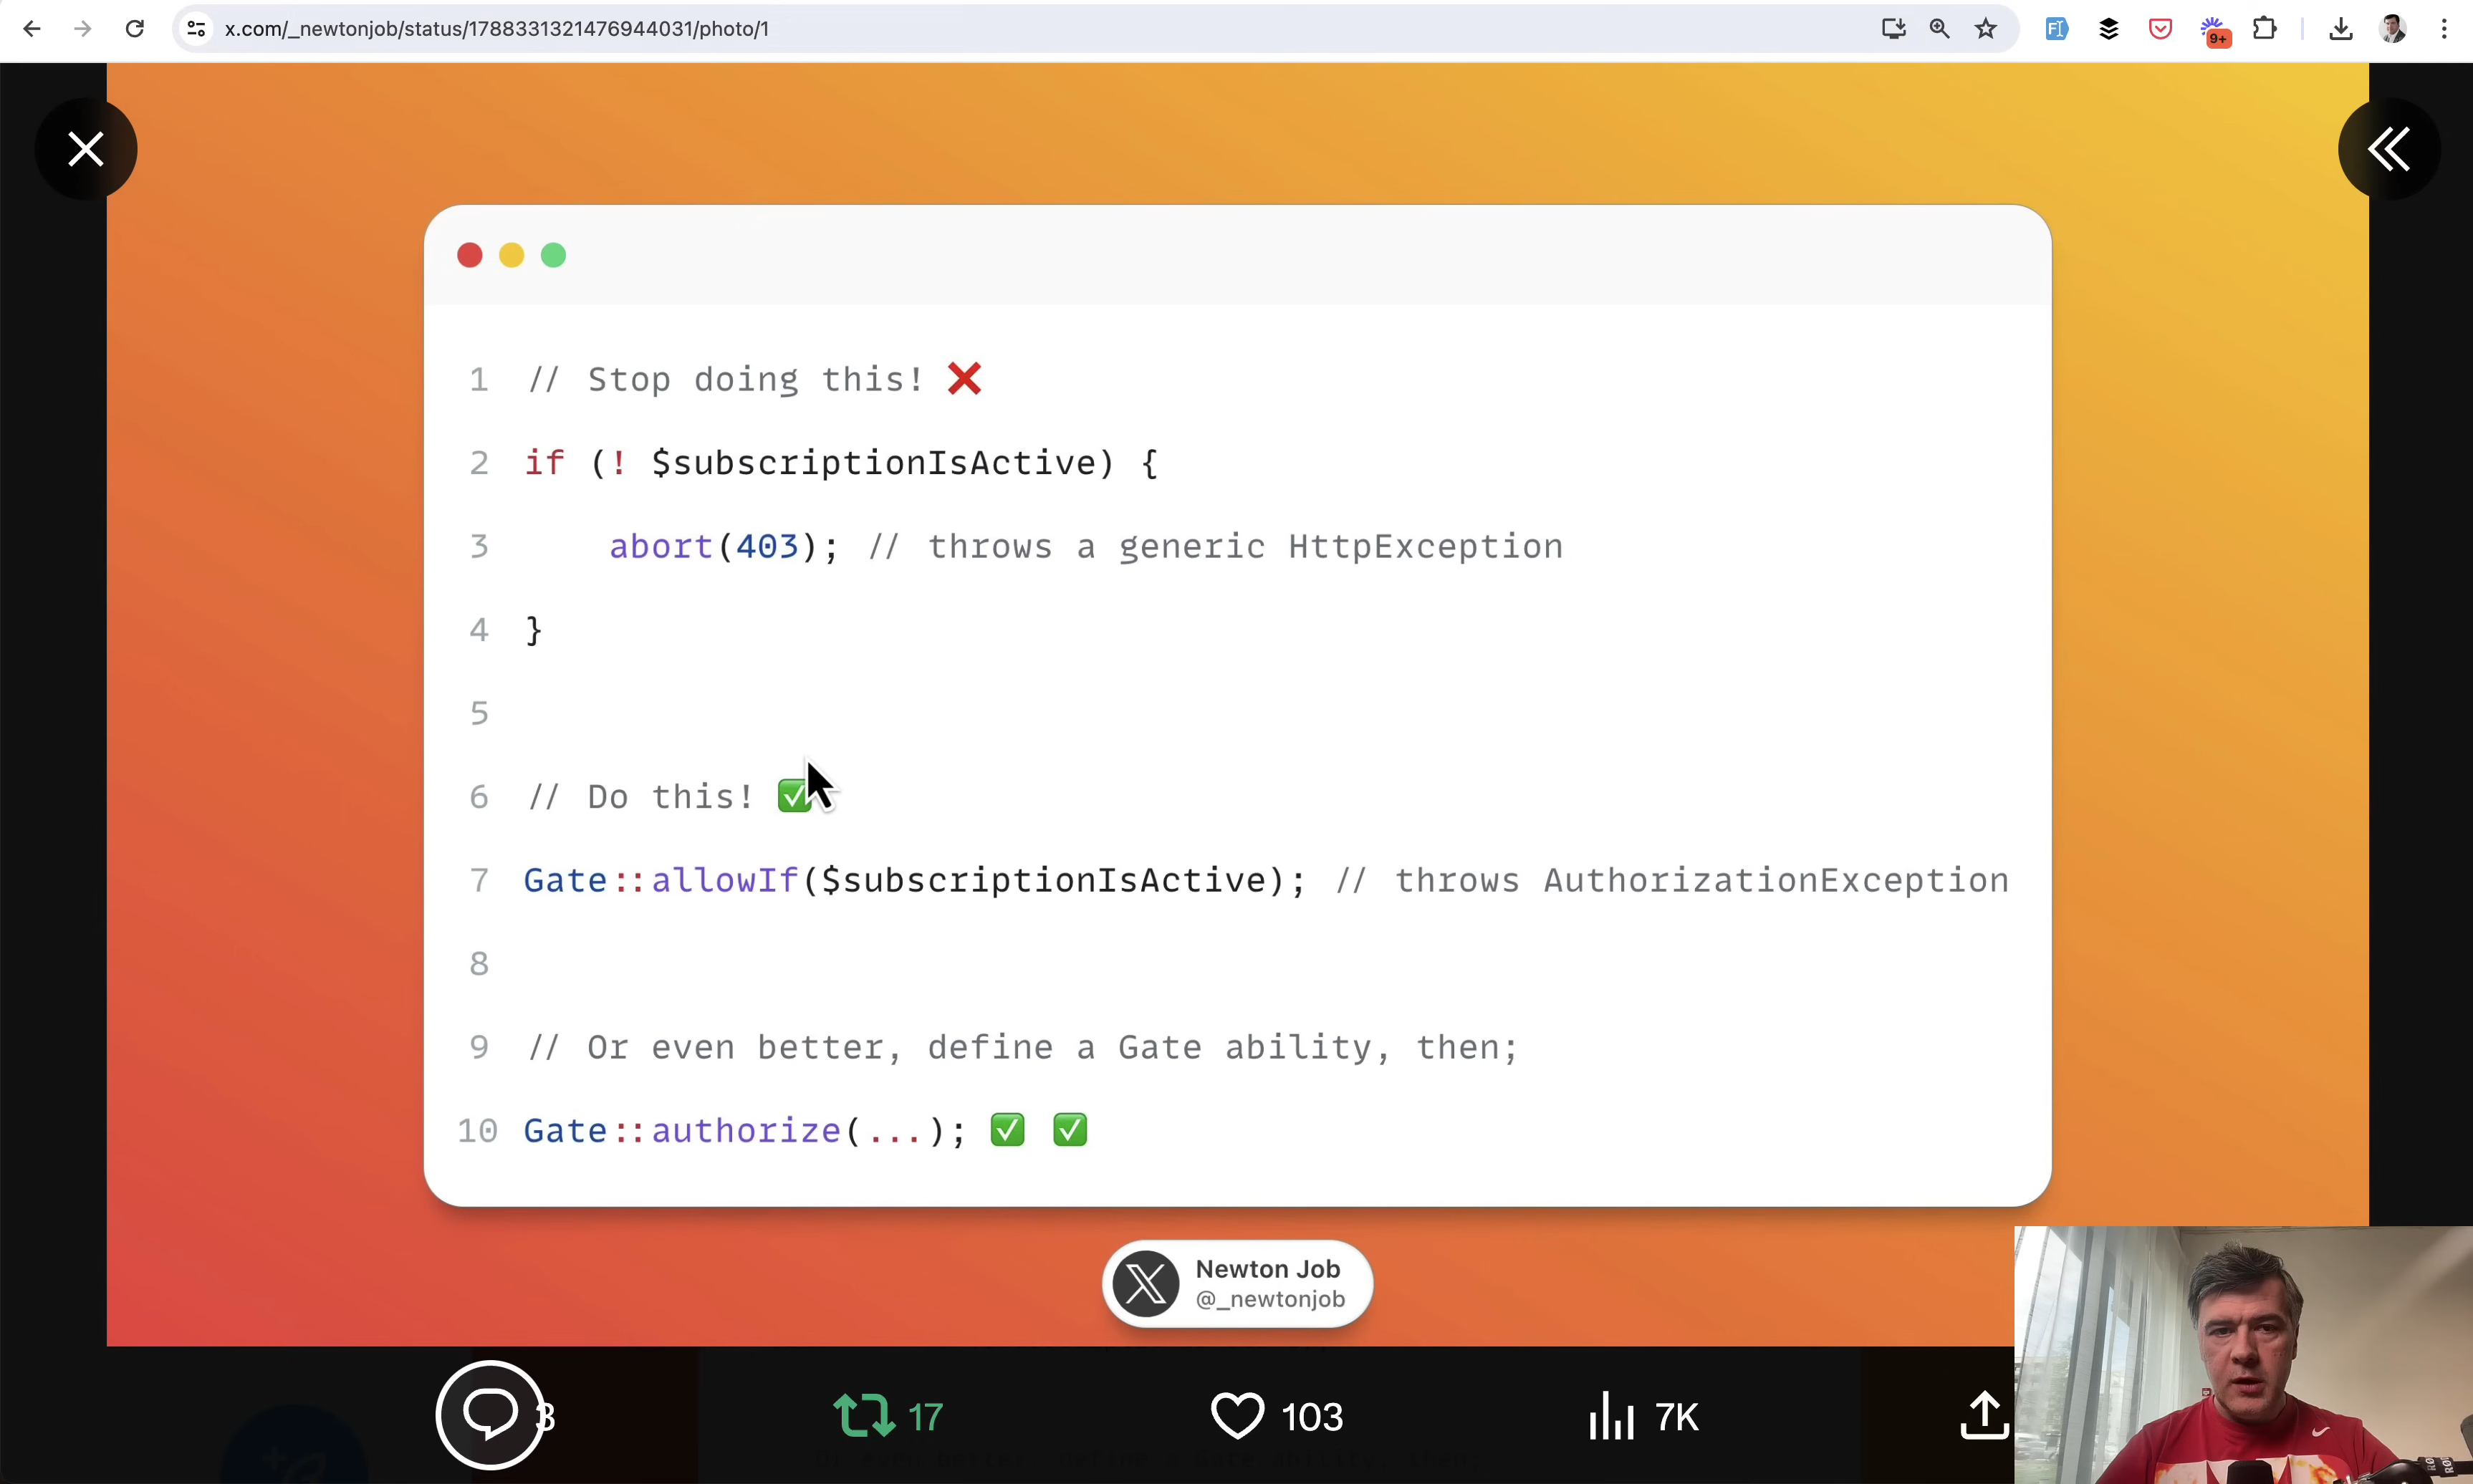 x.com/_newtonjob/status/1788331321476944031/photo/1
9+
1 // Stop doing this! ❌
2 if (! $subscriptionIsActive) {
3 abort(403); // throws a generic HttpException
4 }
5
6 // Do this! ✅
7 Gate::allowIf($subscriptionIsActive); // throws AuthorizationException
8
9 // Or even better, define a Gate ability, then;
10 Gate::authorize(...); ✅ ✅
Newton Job
@_newtonjob
3
17
103
7K